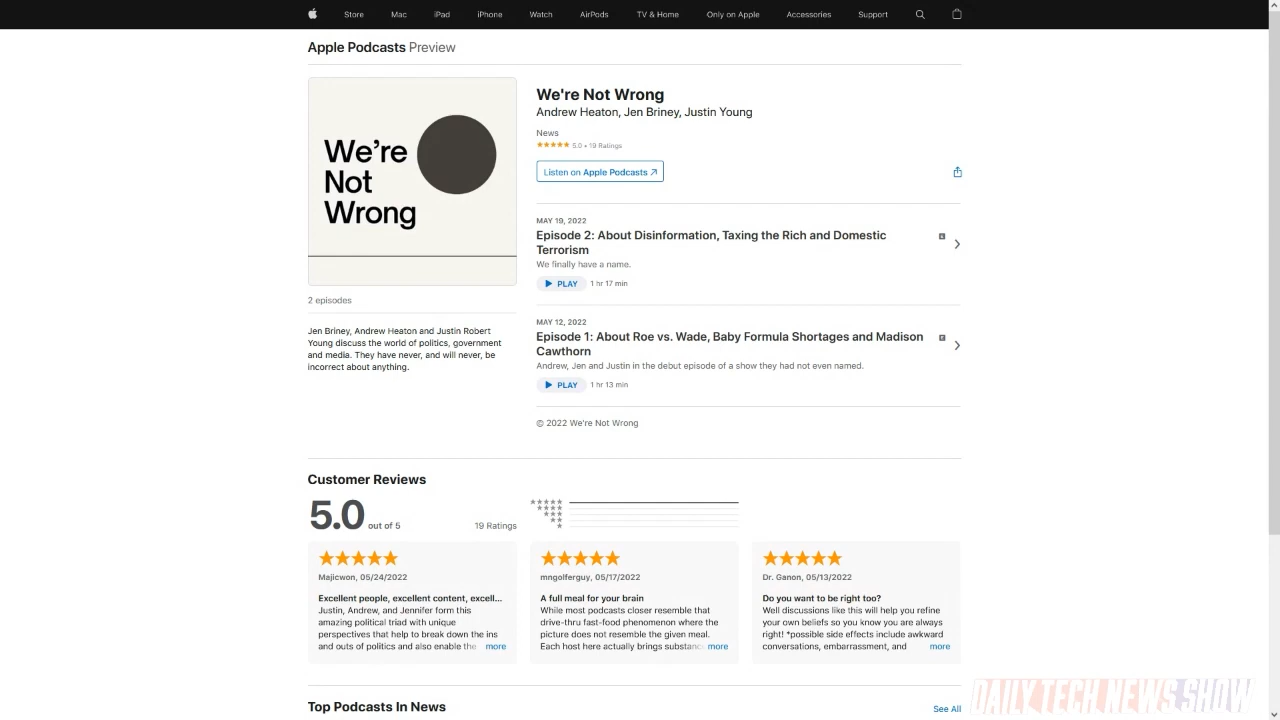 Store Mac iPad iPhone Watch AirPods TV & Home Only on Apple Accessories Support
Apple Podcasts Preview
We're
Not
Wrong
We're Not Wrong
Andrew Heaton, Jen Briney, Justin Young
News
★★★★★ 5.0 • 19 Ratings
Listen on Apple Podcasts ↗
MAY 19, 2022
Episode 2: About Disinformation, Taxing the Rich and Domestic
Terrorism
We finally have a name.
PLAY 1 hr 17 min
2 episodes
Jen Briney, Andrew Heaton and Justin Robert
Young discuss the world of politics, government
and media. They have never, and will never, be
incorrect about anything.
MAY 12, 2022
Episode 1: About Roe vs. Wade, Baby Formula Shortages and Madison
Cawthorn
Andrew, Jen and Justin in the debut episode of a show they had not even named.
PLAY 1 hr 13 min
© 2022 We're Not Wrong
Customer Reviews
5.0 out of 5 19 Ratings
Majicwon, 05/24/2022
Excellent people, excellent content, excell...
Justin, Andrew, and Jennifer form this
amazing political triad with unique
perspectives that help to break down the ins
and outs of politics and also enable the more
mngolferguy, 05/17/2022
A full meal for your brain
While most podcasts closer resemble that
drive-thru fast-food phenomenon where the
picture does not resemble the given meal.
Each host here actually brings substanc more
Dr. Ganon, 05/13/2022
Do you want to be right too?
Well discussions like this will help you refine
your own beliefs so you know you are always
right! *possible side effects include awkward
conversations, embarrassment, and more
Top Podcasts In News
See All
DAILY TECH NEWS SHOW